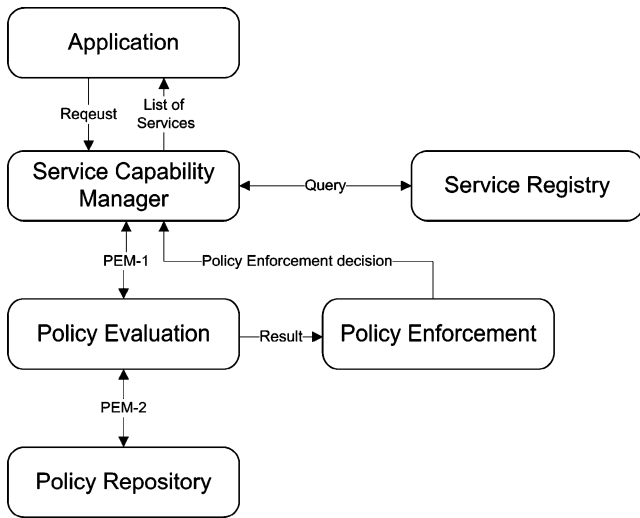 Application
Reqeust
List of
Services
Service Capability
Manager
Query
Service Registry
PEM-1
Policy Enforcement decision
Policy Evaluation
Result
Policy Enforcement
PEM-2
Policy Repository